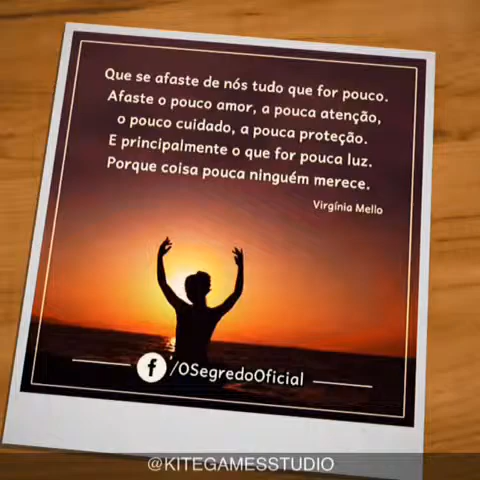 Que se afaste de nós tudo que for pouco.
Afaste o pouco amor, a pouca atenção,
o pouco cuidado, a pouca proteção.
E principalmente o que for pouca luz.
Porque coisa pouca ninguém merece.
Virgínia Mello
f /OSegredoOficial
@KITEGAMESSTUDIO